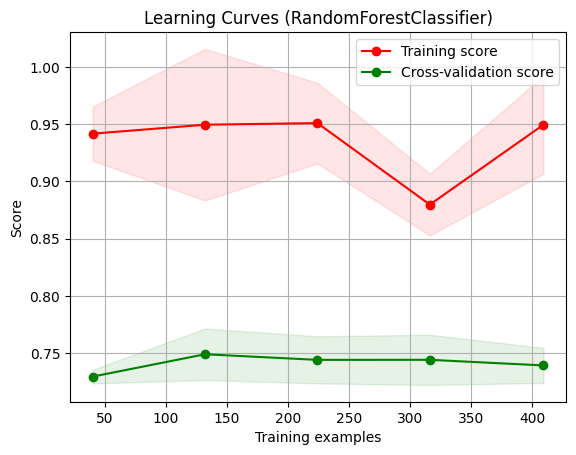 Learning Curves (RandomForestClassifier)
Training score
Cross-validation score
1.00
0.95
0.90
0.85
0.80
0.75
Score
50 100 150 200 250 300 350 400
Training examples